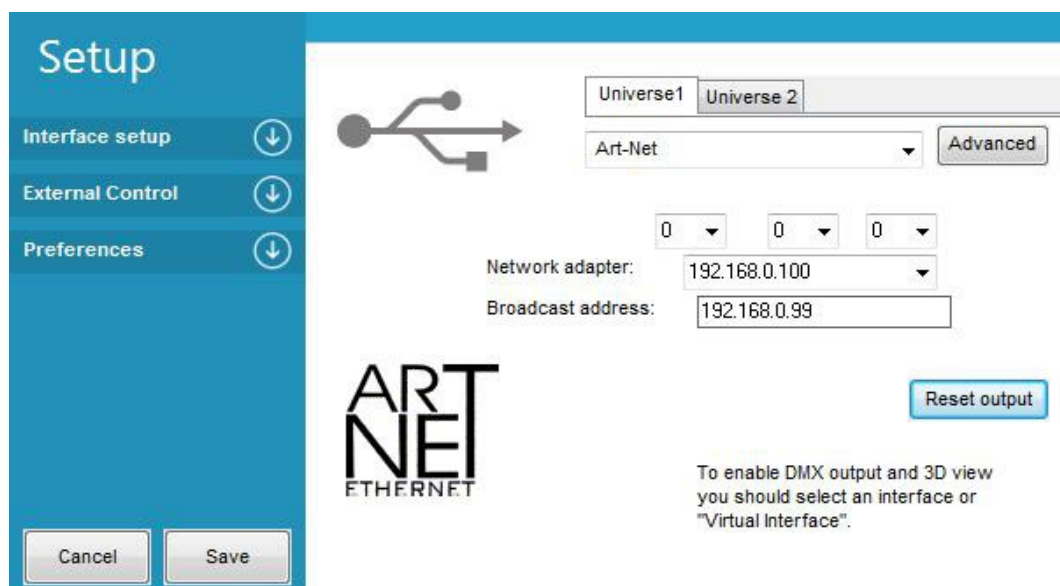 Setup
Interface setup
External Control
Preferences
Cancel
Save
Universe1
Universe 2
Art-Net
Advanced
0 0 0
Network adapter: 192.168.0.100
Broadcast address: 192.168.0.99
ART
NET
ETHERNET
Reset output
To enable DMX output and 3D view
you should select an interface or
"Virtual Interface".